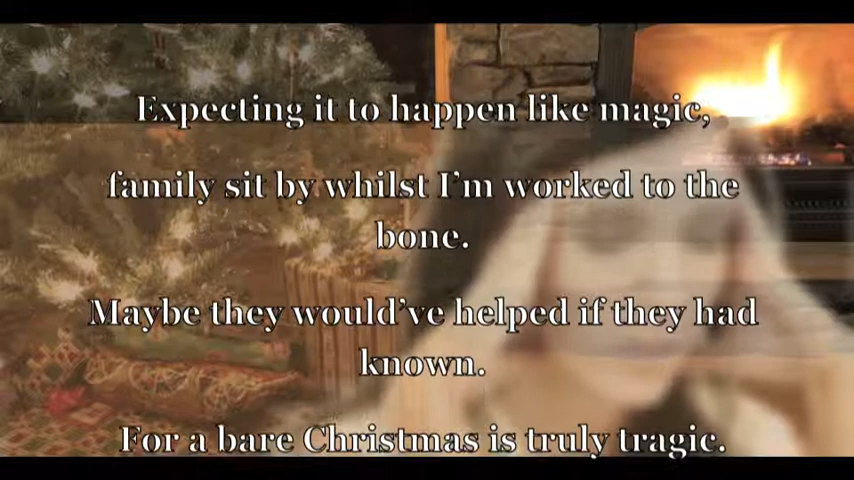 Expecting it to happen like magic,
family sit by whilst I'm worked to the
bone.
Maybe they would've helped if they had
known.
For a bare Christmas is truly tragic.